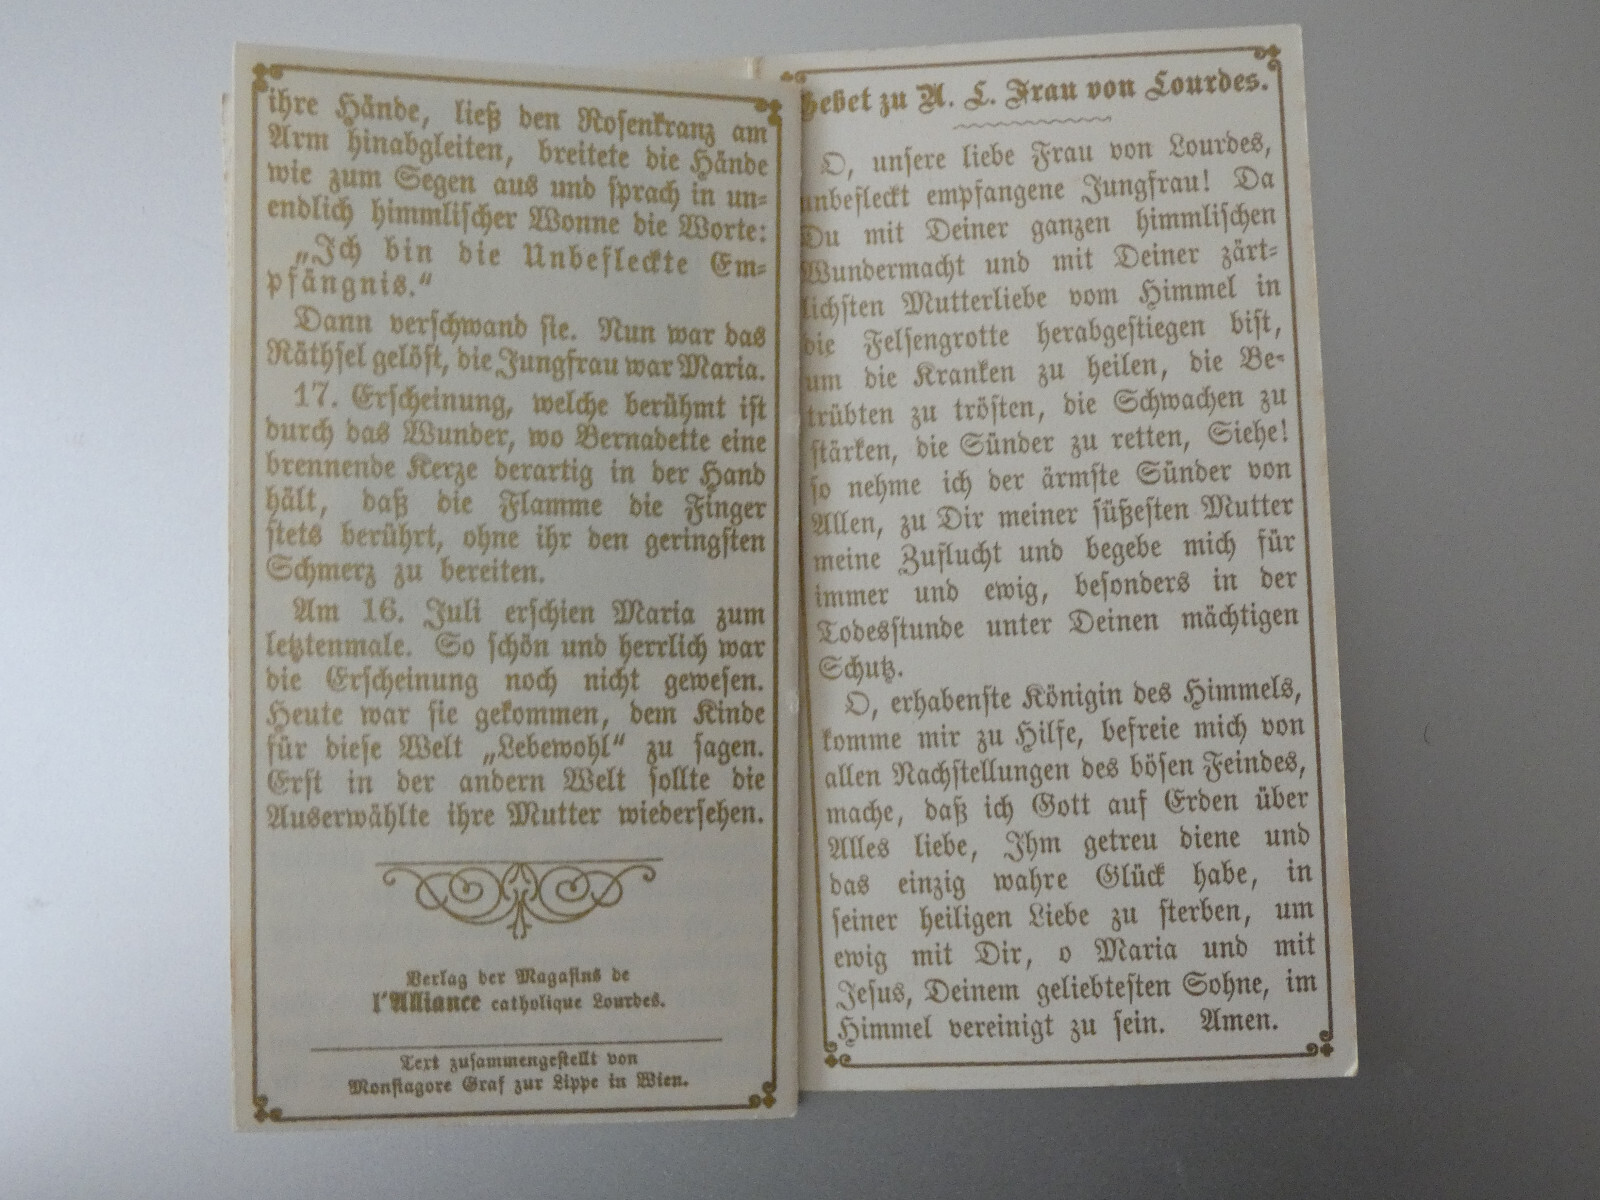 ihre Hände, ließ den Rosenkranz am
Arm hinabgleiten, breitete die Hände
wie zum Segen aus und sprach in un=
endlich himmlischer Wonne die Worte:
„Ich bin die Unbefleckte Em=
pfängnis.“
Dann verschwand sie. Nun war das
Räthsel gelöst, die Jungfrau war Maria.
17. Erscheinung, welche berühmt ist
durch das Wunder, wo Bernadette eine
brennende Kerze derartig in der Hand
hält, daß die Flamme die Finger
stets berührt, ohne ihr den geringsten
Schmerz zu bereiten.
Am 16. Juli erschien Maria zum
letztenmale. So schön und herrlich war
die Erscheinung noch nicht gewesen.
Heute war sie gekommen, dem Kinde
für diese Welt „Lebewohl“ zu sagen.
Erst in der andern Welt sollte die
Auserwählte ihre Mutter wiedersehen.
Verlag der Magasins de
l'Alliance catholique Lourdes.
Text zusammengestellt von
Monsiagore Graf zur Lippe in Wien.
Gebet zu U. L. Frau von Lourdes.
O, unsere liebe Frau von Lourdes,
unbefleckt empfangene Jungfrau! Da
Du mit Deiner ganzen himmlischen
Wundermacht und mit Deiner zärt=
lichsten Mutterliebe vom Himmel in
die Felsengrotte herabgestiegen bist,
um die Kranken zu heilen, die Be=
trübten zu trösten, die Schwachen zu
stärken, die Sünder zu retten, Siehe!
so nehme ich der ärmste Sünder von
Allen, zu Dir meiner süßesten Mutter
meine Zuflucht und begebe mich für
immer und ewig, besonders in der
Todesstunde unter Deinen mächtigen
Schutz.
O, erhabenste Königin des Himmels,
komme mir zu Hilfe, befreie mich von
allen Nachstellungen des bösen Feindes,
mache, daß ich Gott auf Erden über
Alles liebe, Ihm getreu diene und
das einzig wahre Glück habe, in
seiner heiligen Liebe zu sterben, um
ewig mit Dir, o Maria und mit
Jesus, Deinem geliebtesten Sohne, im
Himmel vereinigt zu sein. Amen.